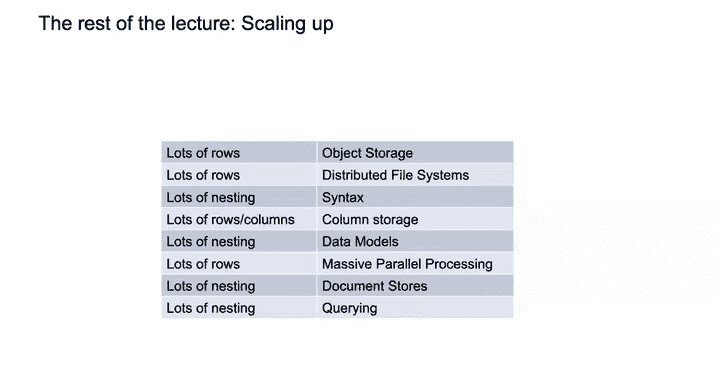 The rest of the lecture: Scaling up
Lots of rows Object Storage
Lots of rows Distributed File Systems
Lots of nesting Syntax
Lots of rows/columns Column storage
Lots of nesting Data Models
Lots of rows Massive Parallel Processing
Lots of nesting Document Stores
Lots of nesting Querying